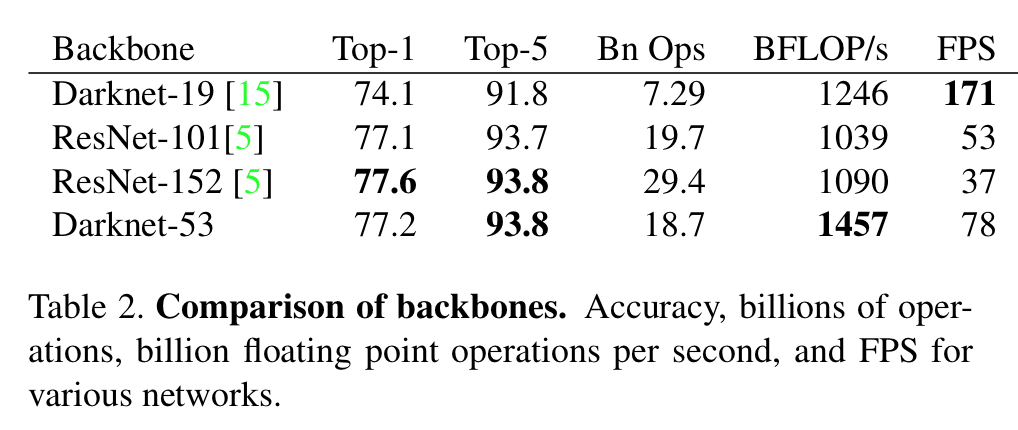 Backbone Top-1 Top-5 Bn Ops BFLOP/s FPS
Darknet-19 [15] 74.1 91.8 7.29 1246 171
ResNet-101[5] 77.1 93.7 19.7 1039 53
ResNet-152 [5] 77.6 93.8 29.4 1090 37
Darknet-53 77.2 93.8 18.7 1457 78
Table 2. Comparison of backbones. Accuracy, billions of oper-
ations, billion floating point operations per second, and FPS for
various networks.